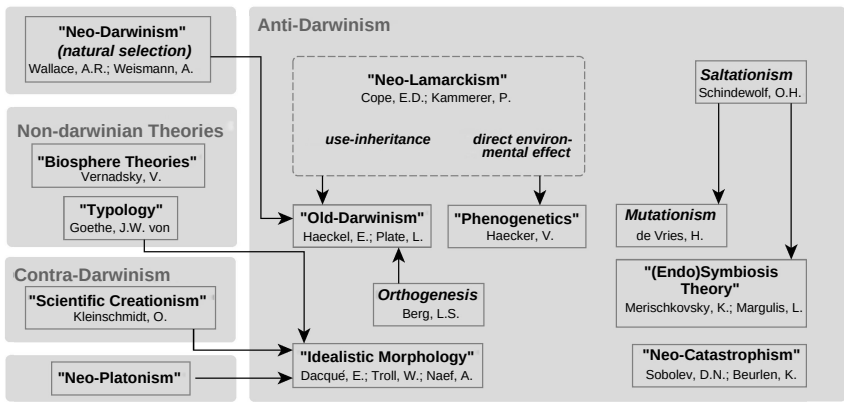 "Neo-Darwinism"
(natural selection)
Wallace, A.R.; Weismann, A.
Non-darwinian Theories
"Biosphere Theories"
Vernadsky, V.
"Typology"
Goethe, J.W. von
Contra-Darwinism
"Scientific Creationism"
Kleinschmidt, O.
"Neo-Platonism"
Anti-Darwinism
"Neo-Lamarckism"
Cope, E.D.; Kammerer, P.
use-inheritance
direct environ-
mental effect
"Old-Darwinism"
Haeckel, E.; Plate, L.
"Phenogenetics"
Haecker, V.
Orthogenesis
Berg, L.S.
"Idealistic Morphology"
Dacqué, E.; Troll, W.; Naef, A.
Saltationism
Schindewolf, O.H.
Mutationism
de Vries, H.
"(Endo)Symbiosis
Theory"
Merischkovsky, K.; Margulis, L.
"Neo-Catastrophism"
Sobolev, D.N.; Beurlen, K.